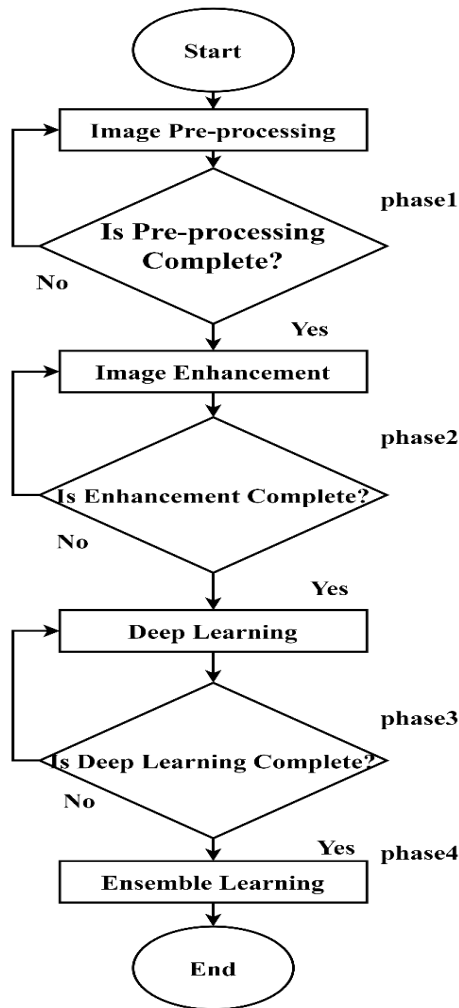 Start
Image Pre-processing
phase1
Is Pre-processing
Complete?
No
Yes
Image Enhancement
phase2
Is Enhancement Complete?
No
Yes
Deep Learning
phase3
Is Deep Learning Complete?
No
Yes
phase4
Ensemble Learning
End